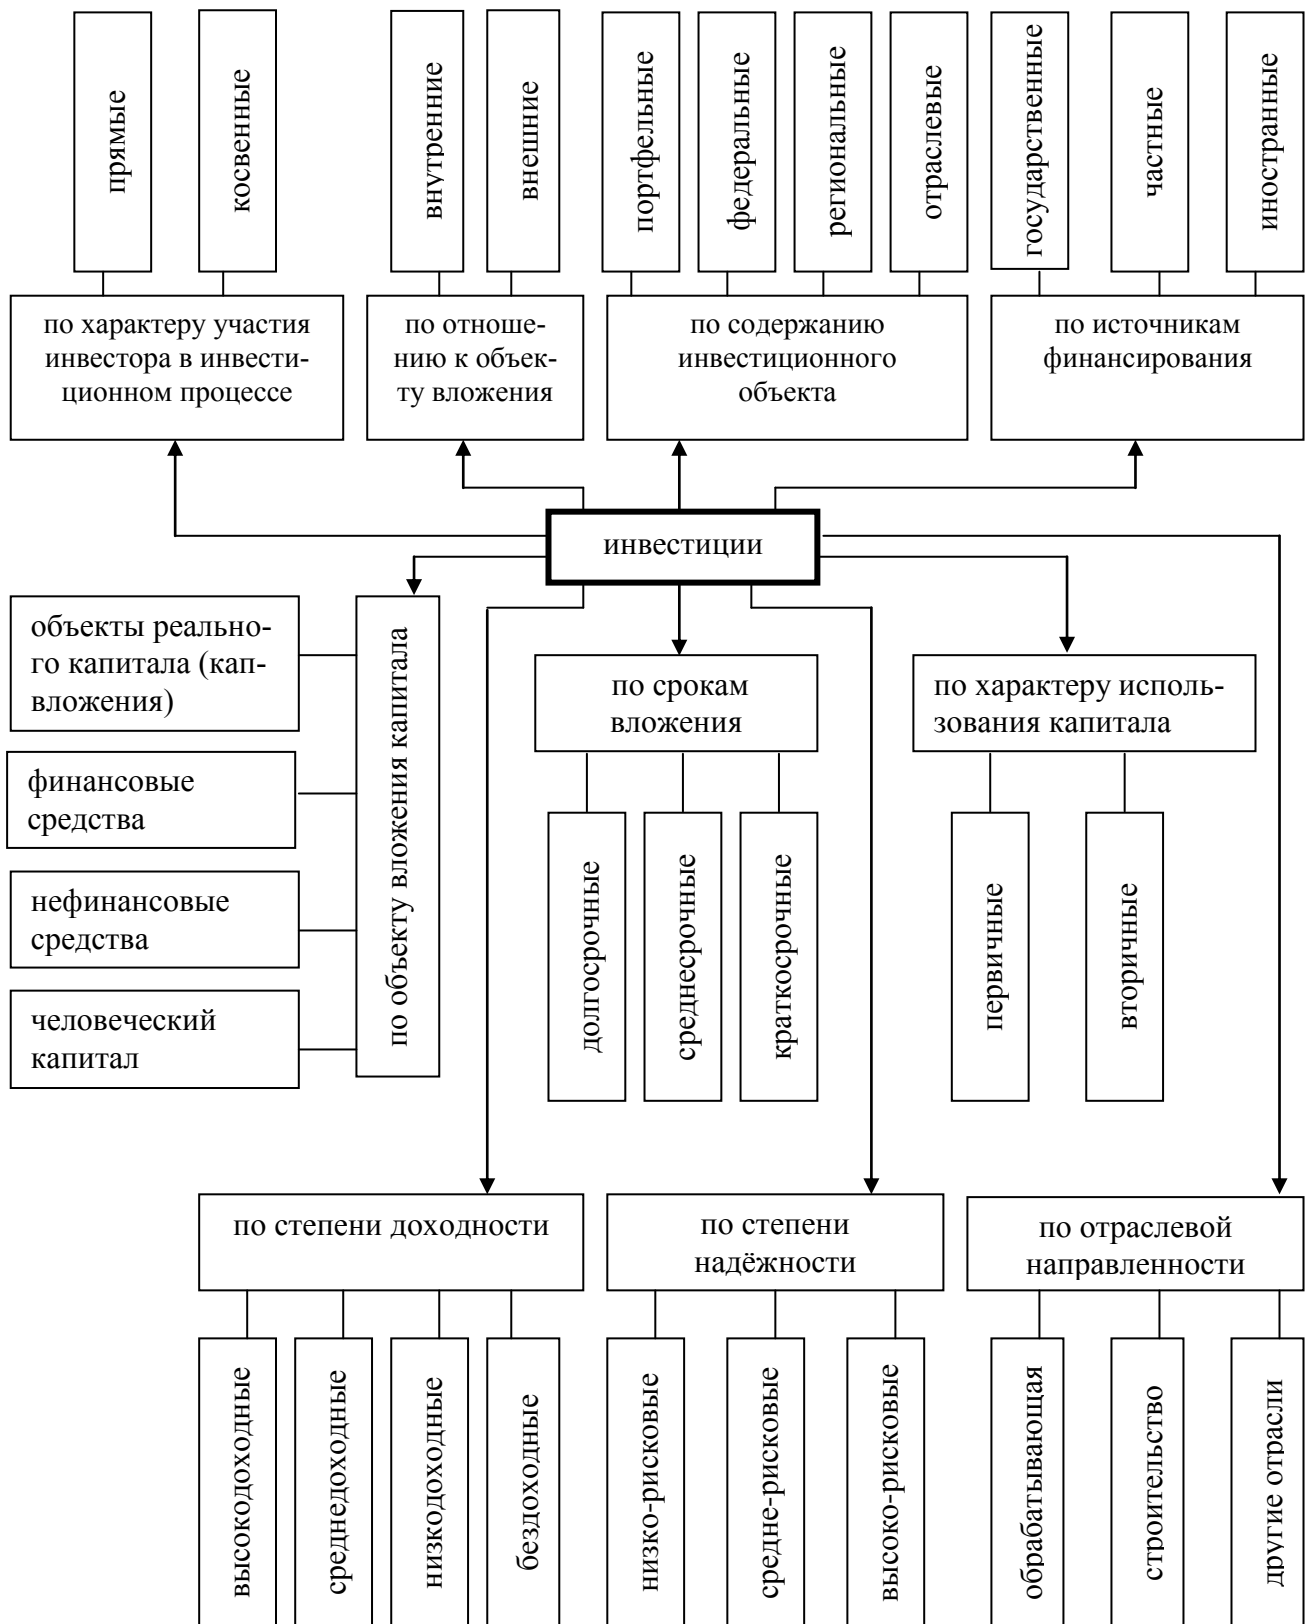 прямые
косвенные
внутренние
внешние
портфельные
федеральные
региональные
отраслевые
государственные
частные
иностранные
по характеру участия
инвестора в инвести-
ционном процессе
по отноше-
нию к объек-
ту вложения
по содержанию
инвестиционного
объекта
по источникам
финансирования
инвестиции
объекты реально-
го капитала (кап-
вложения)
финансовые
средства
нефинансовые
средства
человеческий
капитал
по объекту вложения капитала
по срокам
вложения
долгосрочные
среднесрочные
краткосрочные
по характеру исполь-
зования капитала
первичные
вторичные
по степени доходности
по степени
надёжности
по отраслевой
направленности
высокодоходные
среднедоходные
низкодоходные
бездоходные
низко-рисковые
средне-рисковые
высоко-рисковые
обрабатывающая
строительство
другие отрасли